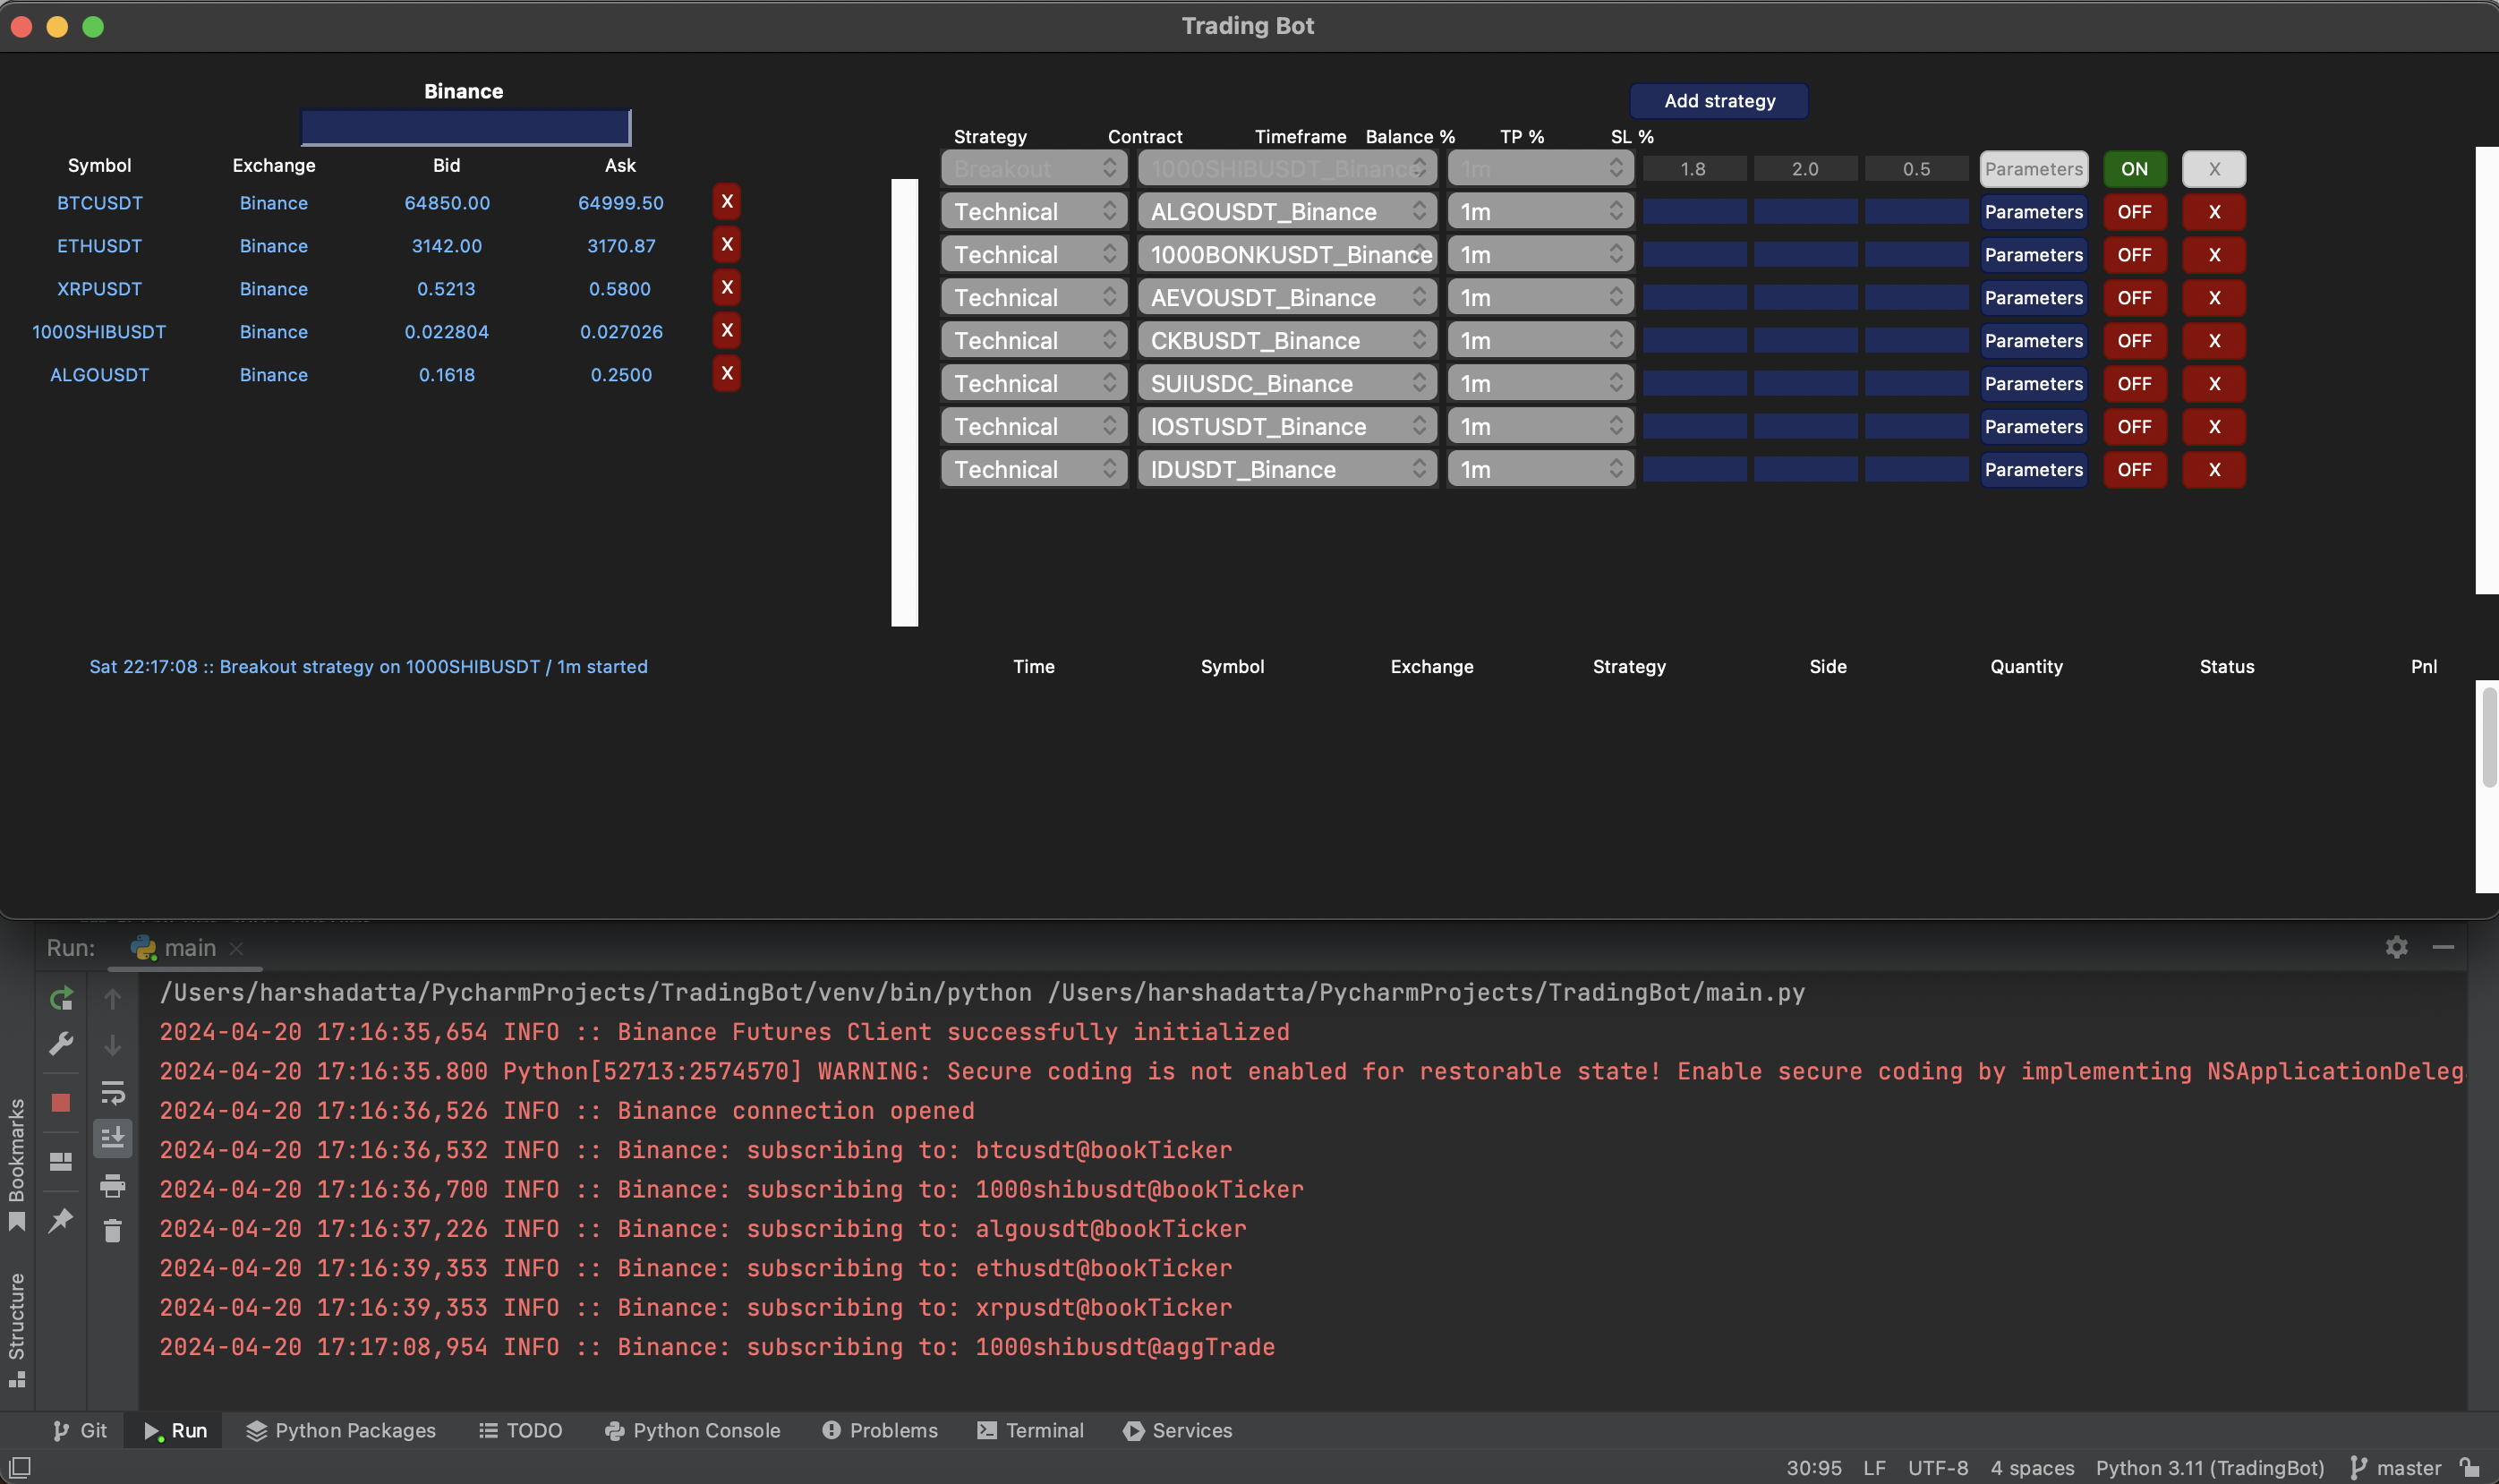 Trading Bot
Binance
Symbol Exchange Bid Ask
BTCUSDT Binance 64850.00 64999.50 X
ETHUSDT Binance 3142.00 3170.87 X
XRPUSDT Binance 0.5213 0.5800 X
1000SHIBUSDT Binance 0.022804 0.027026 X
ALGOUSDT Binance 0.1618 0.2500 X
Add strategy
Strategy Contract Timeframe Balance % TP % SL %
Breakout 1000SHIBUSDT_Binance 1m 1.8 2.0 0.5 Parameters ON X
Technical ALGOUSDT_Binance 1m Parameters OFF X
Technical 1000BONKUSDT_Binance 1m Parameters OFF X
Technical AEVOUSDT_Binance 1m Parameters OFF X
Technical CKBUSDT_Binance 1m Parameters OFF X
Technical SUIUSDC_Binance 1m Parameters OFF X
Technical IOSTUSDT_Binance 1m Parameters OFF X
Technical IDUSDT_Binance 1m Parameters OFF X
Sat 22:17:08 :: Breakout strategy on 1000SHIBUSDT / 1m started
Time Symbol Exchange Strategy Side Quantity Status Pnl
Run: main
/Users/harshadatta/PycharmProjects/TradingBot/venv/bin/python /Users/harshadatta/PycharmProjects/TradingBot/main.py
2024-04-20 17:16:35,654 INFO :: Binance Futures Client successfully initialized
2024-04-20 17:16:35.800 Python[52713:2574570] WARNING: Secure coding is not enabled for restorable state! Enable secure coding by implementing NSApplicationDeleg
2024-04-20 17:16:36,526 INFO :: Binance connection opened
2024-04-20 17:16:36,532 INFO :: Binance: subscribing to: btcusdt@bookTicker
2024-04-20 17:16:36,700 INFO :: Binance: subscribing to: 1000shibusdt@bookTicker
2024-04-20 17:16:37,226 INFO :: Binance: subscribing to: algousdt@bookTicker
2024-04-20 17:16:39,353 INFO :: Binance: subscribing to: ethusdt@bookTicker
2024-04-20 17:16:39,353 INFO :: Binance: subscribing to: xrpusdt@bookTicker
2024-04-20 17:17:08,954 INFO :: Binance: subscribing to: 1000shibusdt@aggTrade
Bookmarks
Structure
Git Run Python Packages TODO Python Console Problems Terminal Services
30:95 LF UTF-8 4 spaces Python 3.11 (TradingBot) master